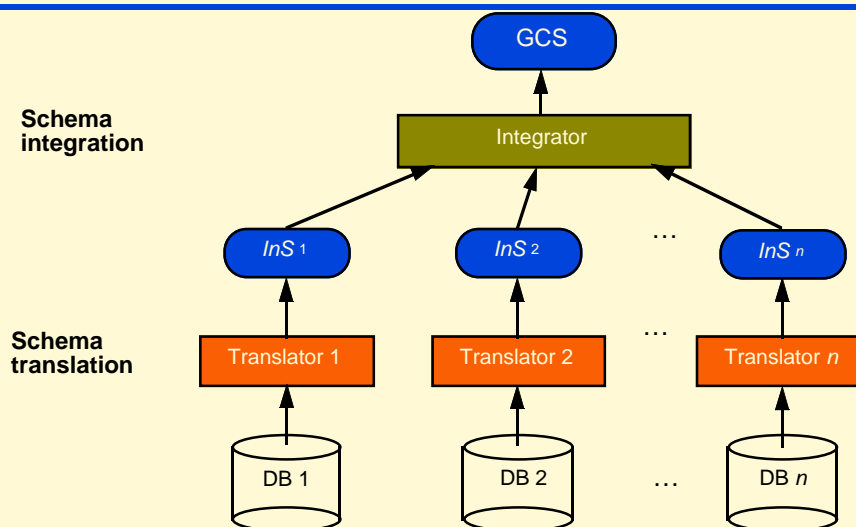 GCS
Schema
integration
Integrator
InS 1
InS 2
…
InS n
Schema
translation
Translator 1
Translator 2
…
Translator n
DB 1
DB 2
…
DB n